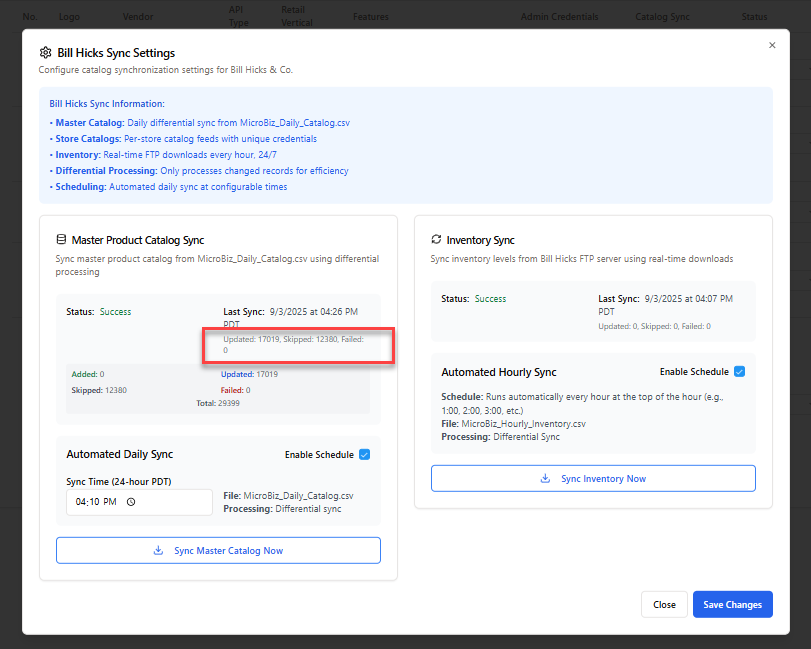 No. Logo Vendor API Type Retail Vertical Features Admin Credentials Catalog Sync Status
Bill Hicks Sync Settings
Configure catalog synchronization settings for Bill Hicks & Co.
Bill Hicks Sync Information:
• Master Catalog: Daily differential sync from MicroBiz_Daily_Catalog.csv
• Store Catalogs: Per-store catalog feeds with unique credentials
• Inventory: Real-time FTP downloads every hour, 24/7
• Differential Processing: Only processes changed records for efficiency
• Scheduling: Automated daily sync at configurable times
Master Product Catalog Sync
Sync master product catalog from MicroBiz_Daily_Catalog.csv using differential
processing
Status: Success
Last Sync: 9/3/2025 at 04:26 PM
PDT
Updated: 17019, Skipped: 12380, Failed:
0
Added: 0
Updated: 17019
Skipped: 12380
Failed: 0
Total: 29399
Automated Daily Sync
Enable Schedule
Sync Time (24-hour PDT)
04:10 PM
File: MicroBiz_Daily_Catalog.csv
Processing: Differential sync
Sync Master Catalog Now
Inventory Sync
Sync inventory levels from Bill Hicks FTP server using real-time downloads
Status: Success
Last Sync: 9/3/2025 at 04:07 PM
PDT
Updated: 0, Skipped: 0, Failed: 0
Automated Hourly Sync
Enable Schedule
Schedule: Runs automatically every hour at the top of the hour (e.g.,
1:00, 2:00, 3:00, etc.)
File: MicroBiz_Hourly_Inventory.csv
Processing: Differential Sync
Sync Inventory Now
Close
Save Changes